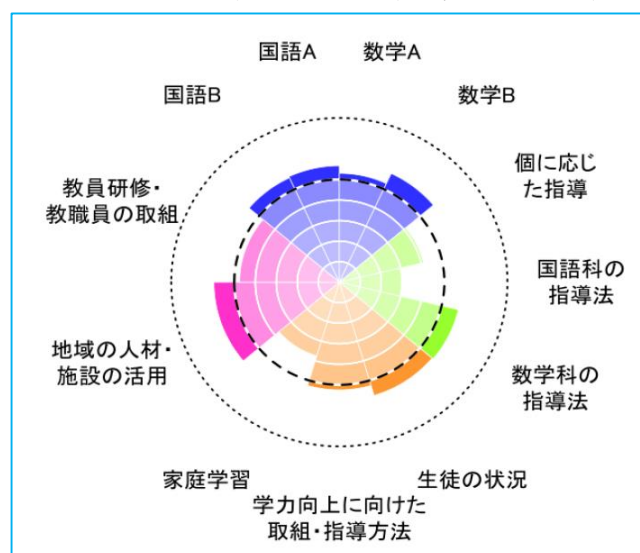 国語A
数学A
国語B
数学B
個に応じ
た指導
教員研修・
教職員の取組
国語科の
指導法
地域の人材・
施設の活用
数学科の
指導法
家庭学習
生徒の状況
学力向上に向けた
取組・指導方法